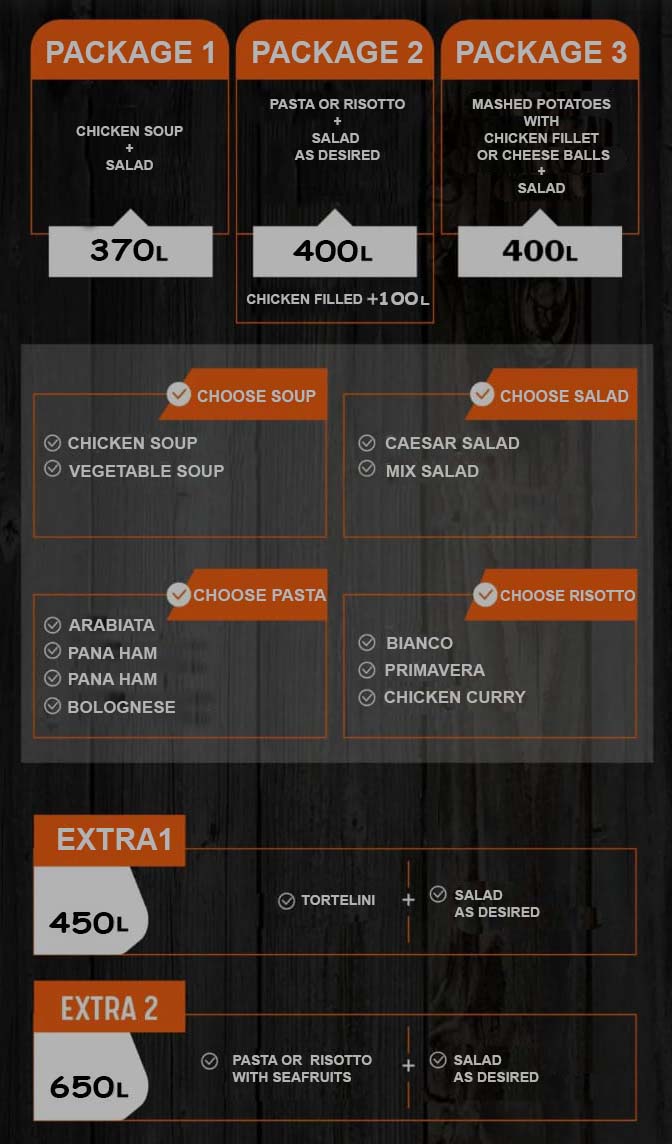 PACKAGE 1
CHICKEN SOUP
+
SALAD
370L
PACKAGE 2
PASTA OR RISOTTO
+
SALAD
AS DESIRED
400L
CHICKEN FILLED +100L
PACKAGE 3
MASHED POTATOES
WITH
CHICKEN FILLET
OR CHEESE BALLS
+
SALAD
400L
CHOOSE SOUP
CHICKEN SOUP
VEGETABLE SOUP
CHOOSE SALAD
CAESAR SALAD
MIX SALAD
CHOOSE PASTA
ARABIATA
PANA HAM
PANA HAM
BOLOGNESE
CHOOSE RISOTTO
BIANCO
PRIMAVERA
CHICKEN CURRY
EXTRA1
450L
TORTELINI
+
SALAD
AS DESIRED
EXTRA 2
650L
PASTA OR RISOTTO
WITH SEAFRUITS
+
SALAD
AS DESIRED